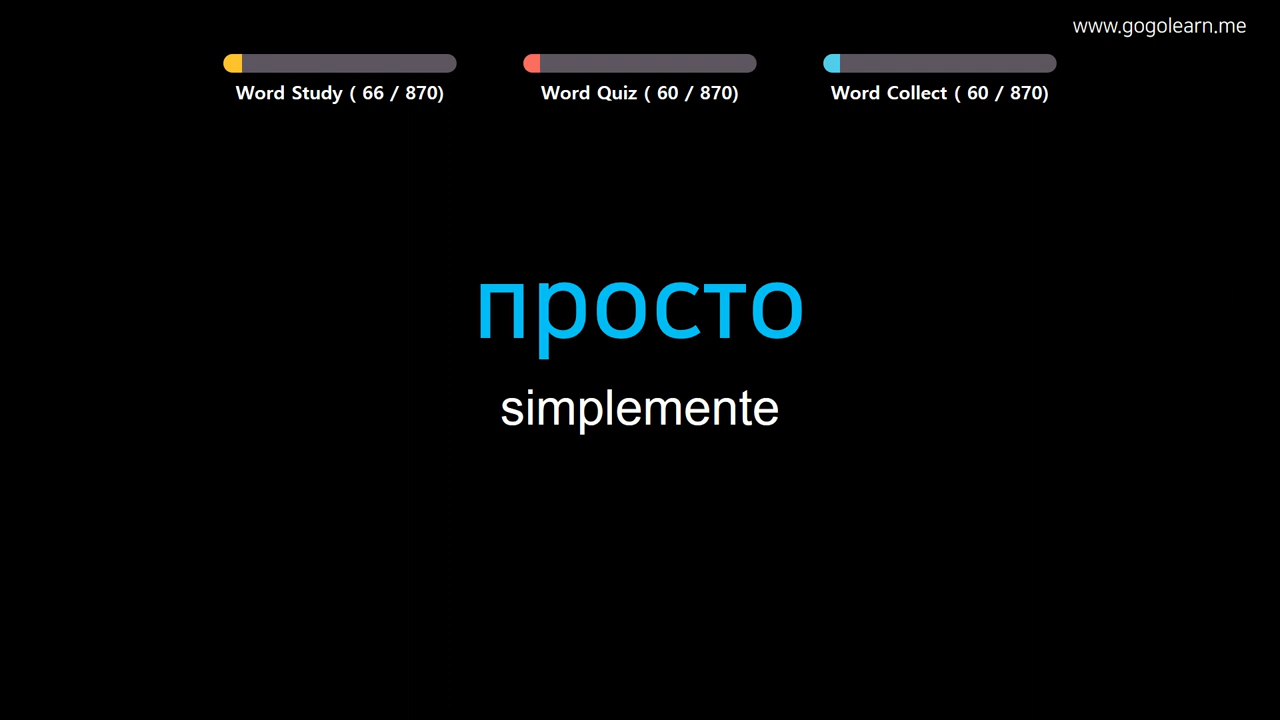 www.gogolearn.me
Word Study ( 66 / 870)
Word Quiz ( 60 / 870)
Word Collect ( 60 / 870)
просто
simplemente